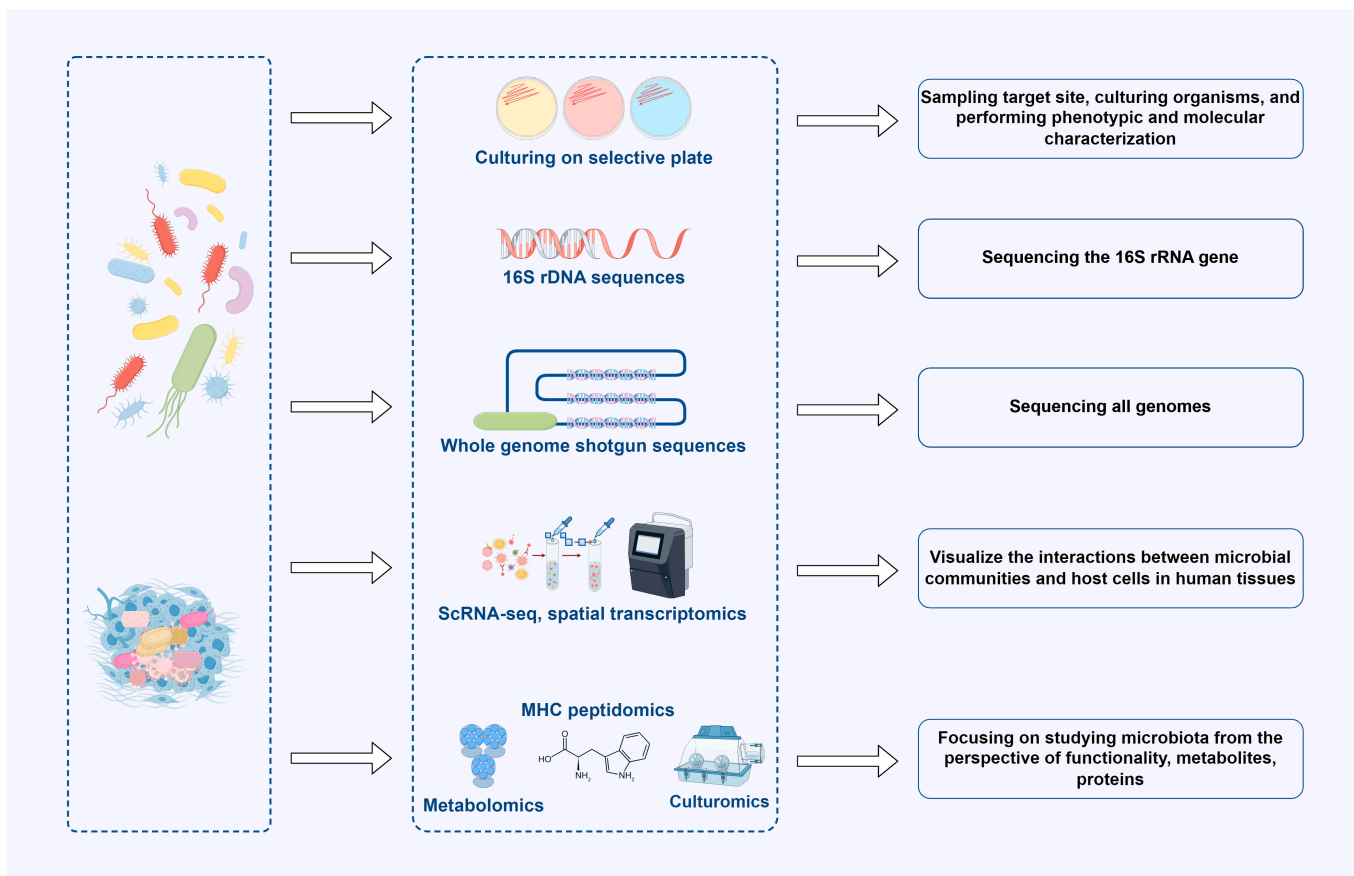 Culturing on selective plate
Sampling target site, culturing organisms, and
performing phenotypic and molecular
characterization
16S rDNA sequences
Sequencing the 16S rRNA gene
Whole genome shotgun sequences
Sequencing all genomes
ScRNA-seq, spatial transcriptomics
Visualize the interactions between microbial
communities and host cells in human tissues
MHC peptidomics
O
HO
NH₂
NH₂
Metabolomics
Culturomics
Focusing on studying microbiota from the
perspective of functionality, metabolites,
proteins